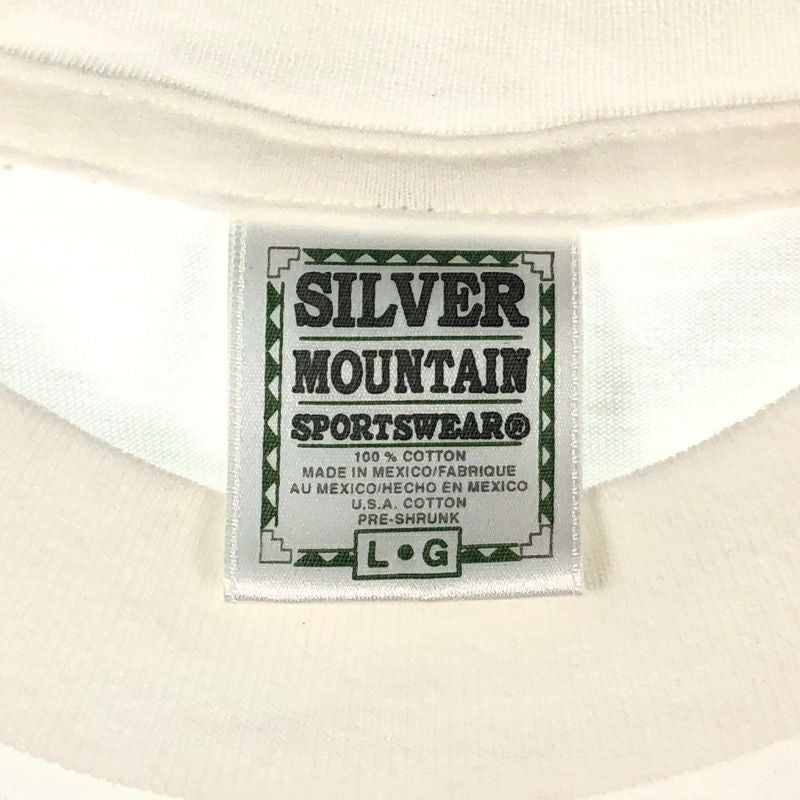 SILVER
MOUNTAIN
SPORTSWEAR®
100 % COTTON
MADE IN MEXICO/FABRIQUE
AU MEXICO/HECHO EN MEXICO
U.S.A. COTTON
PRE-SHRUNK
L • G